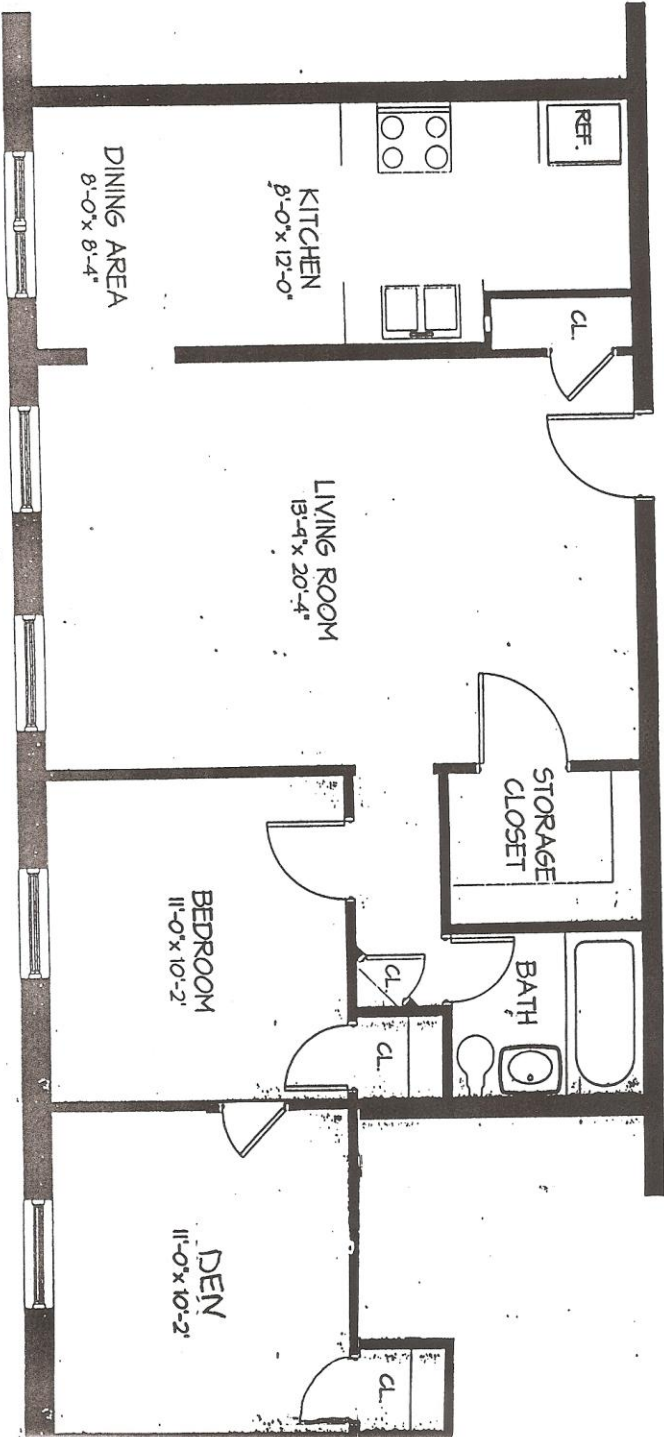 REF.
KITCHEN
8'-0" x 12'-0"
DINING AREA
8'-0" x 8'-4"
CL.
LIVING ROOM
13'-9" x 20'-4"
STORAGE
CLOSET
BATH
CL.
CL.
BEDROOM
11'-0" x 10'-2"
DEN
11'-0" x 10'-2"
CL.